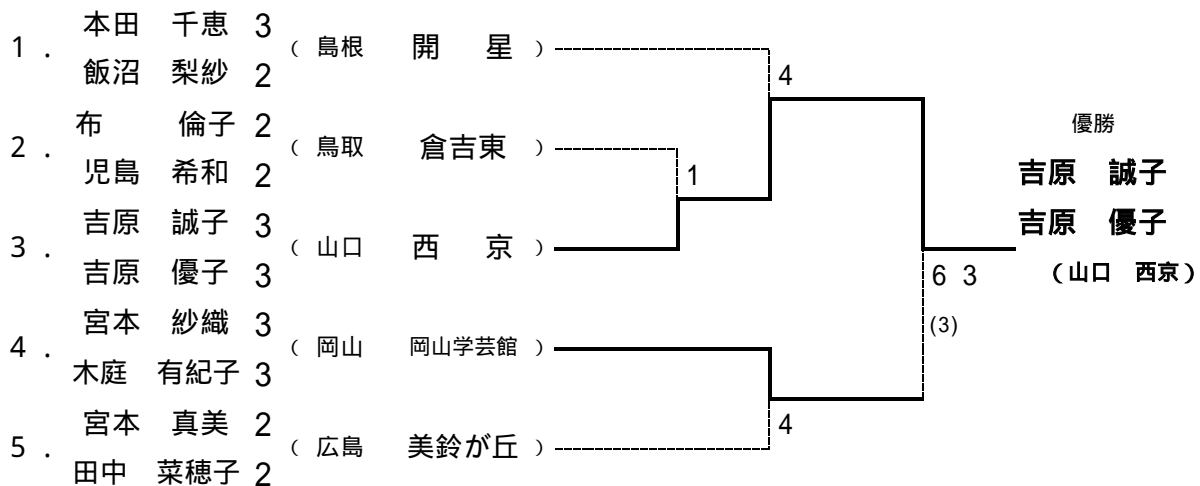 本田 千恵 3
1. (島根 開 星)
飯沼 梨紗 2
4
布 倫子 2
2. (鳥取 倉吉東)
児島 希和 2
1
吉原 誠子 3
3. (山口 西 京)
吉原 優子 3
宮本 紗織 3
4. (岡山 岡山学芸館)
木庭 有紀子 3
宮本 真美 2
5. (広島 美鈴が丘)
田中 菜穂子 2
4
6 3
(3)
優勝
吉原 誠子
吉原 優子
(山口 西京)